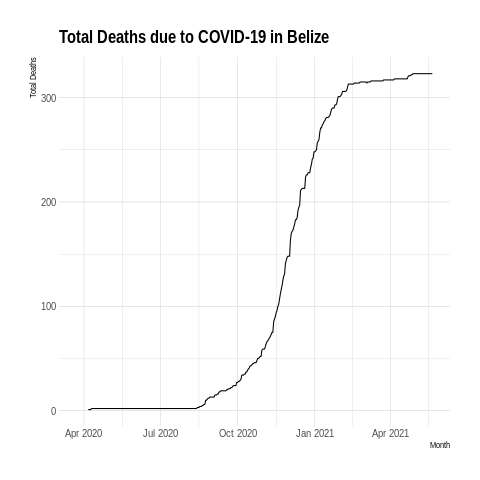 Total Deaths due to COVID-19 in Belize
Total Deaths
300
200
100
0
Apr 2020 Jul 2020 Oct 2020 Jan 2021 Apr 2021
Month